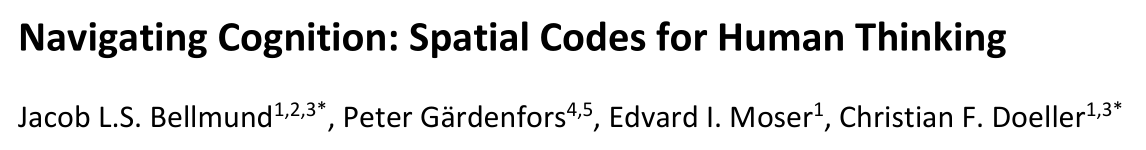 Navigating Cognition: Spatial Codes for Human Thinking
Jacob L.S. Bellmund1,2,3*, Peter Gärdenfors4,5, Edvard I. Moser1, Christian F. Doeller1,3*